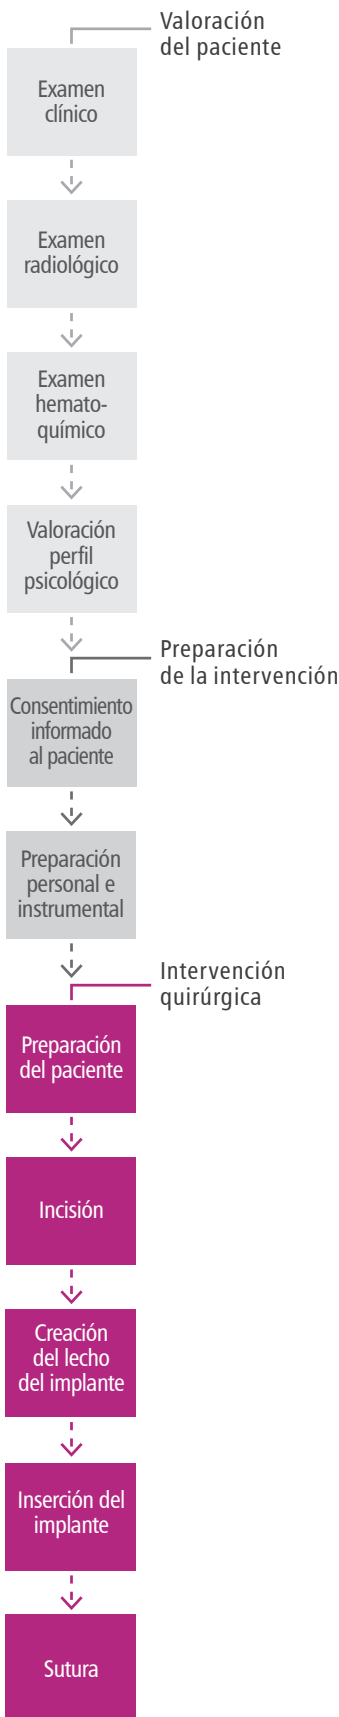 Valoración
del paciente
Examen
clínico
Examen
radiológico
Examen
hemato-
químico
Valoración
perfil
psicológico
Preparación
de la intervención
Consentimiento
informado
al paciente
Preparación
personal e
instrumental
Intervención
quirúrgica
Preparación
del paciente
Incisión
Creación
del lecho
del implante
Inserción del
implante
Sutura